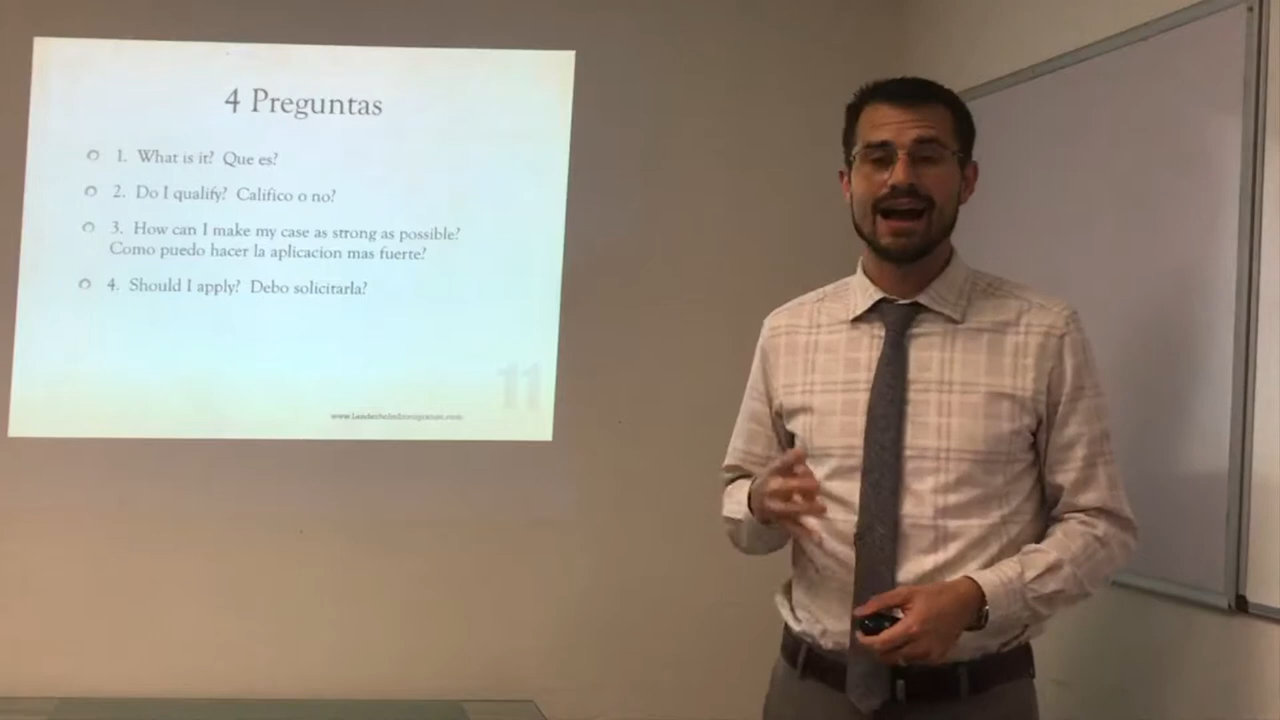 4 Preguntas
1. What is it? Que es?
2. Do I qualify? Califico o no?
3. How can I make my case as strong as possible?
Como puedo hacer la aplicacion mas fuerte?
4. Should I apply? Debo solicitarla?
11